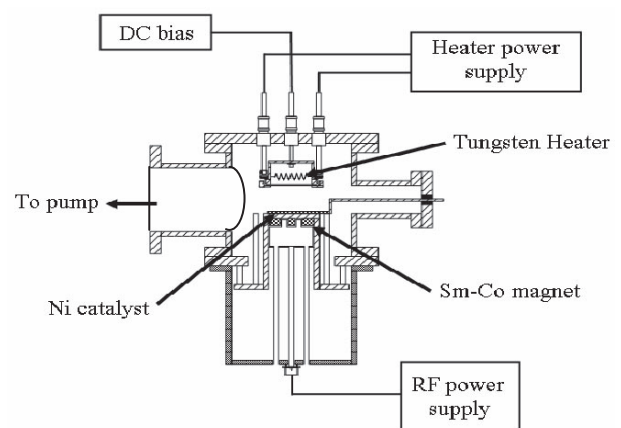 DC bias
Heater power
supply
Tungsten Heater
To pump
Ni catalyst
Sm-Co magnet
RF power
supply